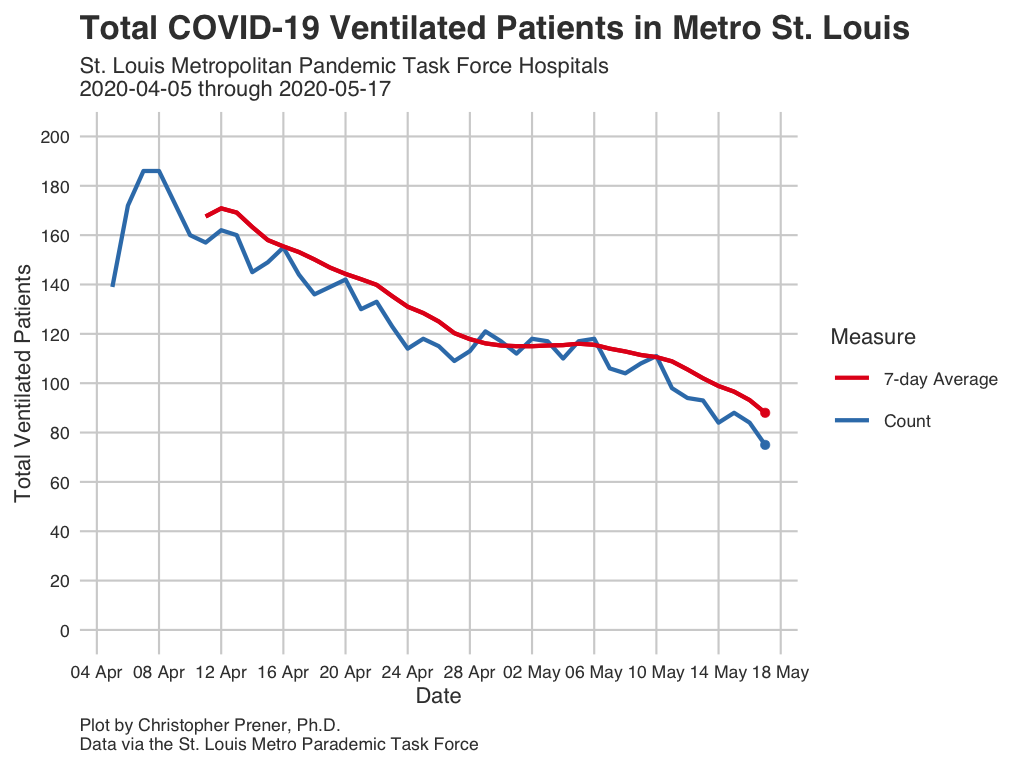 Total COVID-19 Ventilated Patients in Metro St. Louis
St. Louis Metropolitan Pandemic Task Force Hospitals
2020-04-05 through 2020-05-17
Total Ventilated Patients
200
180
160
140
120
100
80
60
40
20
0
04 Apr 08 Apr 12 Apr 16 Apr 20 Apr 24 Apr 28 Apr 02 May 06 May 10 May 14 May 18 May
Date
Measure
7-day Average
Count
Plot by Christopher Prener, Ph.D.
Data via the St. Louis Metro Parademic Task Force